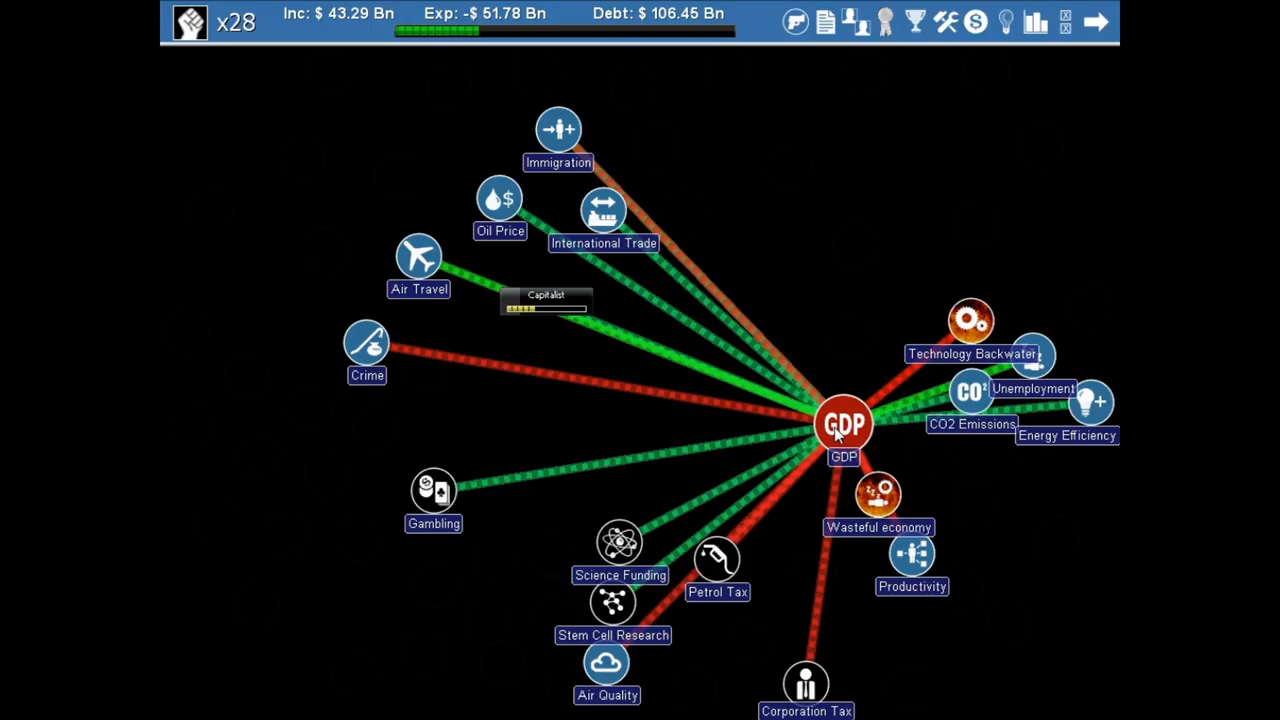 x28
Inc: $ 43.29 Bn
Exp: -$ 51.78 Bn
Debt: $ 106.45 Bn
Immigration
Oil Price
International Trade
Air Travel
Capitalist
Technology Backwater
Crime
Unemployment
CO²
CO2 Emissions
Energy Efficiency
GDP
GDP
Gambling
Wasteful economy
Science Funding
Petrol Tax
Productivity
Stem Cell Research
Air Quality
Corporation Tax